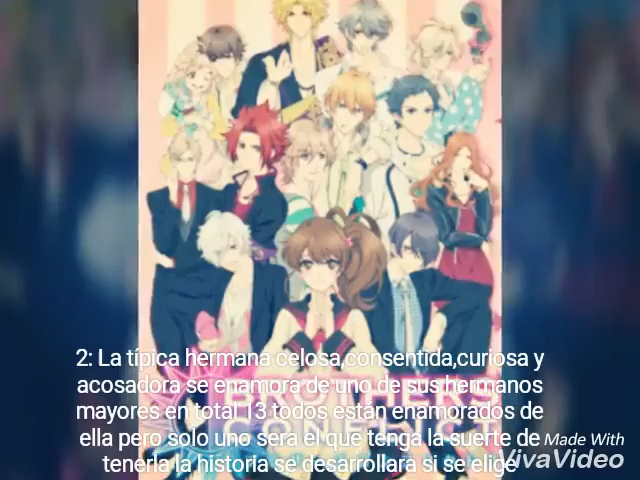 2: La típica hermana celosa,consentida,curiosa y
acosadora se enamora de uno de sus hermanos
mayores en total 13 todos están enamorados de
ella pero solo uno será el que tenga la suerte de
tenerla la historia se desarrollara si se elige
BROTHERS
CONFLICT
Made With
VivaVideo